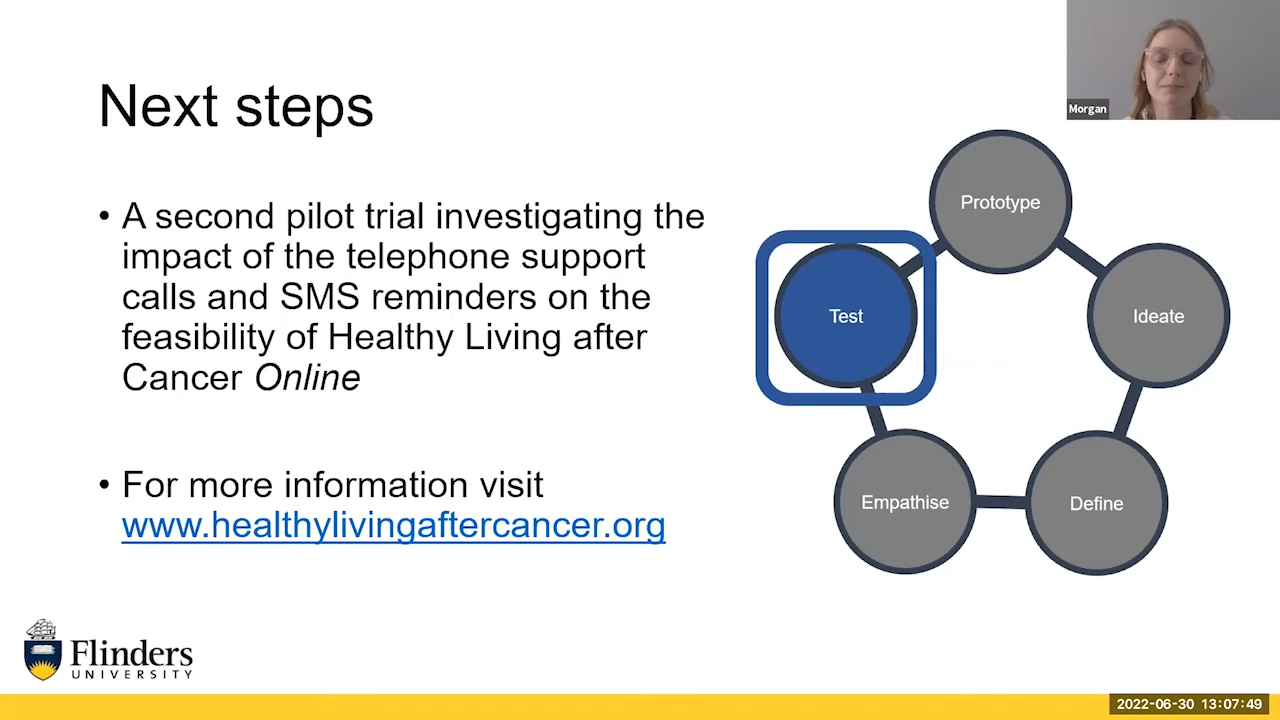 Next steps
Morgan
• A second pilot trial investigating the
impact of the telephone support
calls and SMS reminders on the
feasibility of Healthy Living after
Cancer Online
• For more information visit
www.healthylivingaftercancer.org
Prototype
Test
Ideate
Empathise
Define
Flinders
UNIVERSITY
2022-06-30 13:07:49